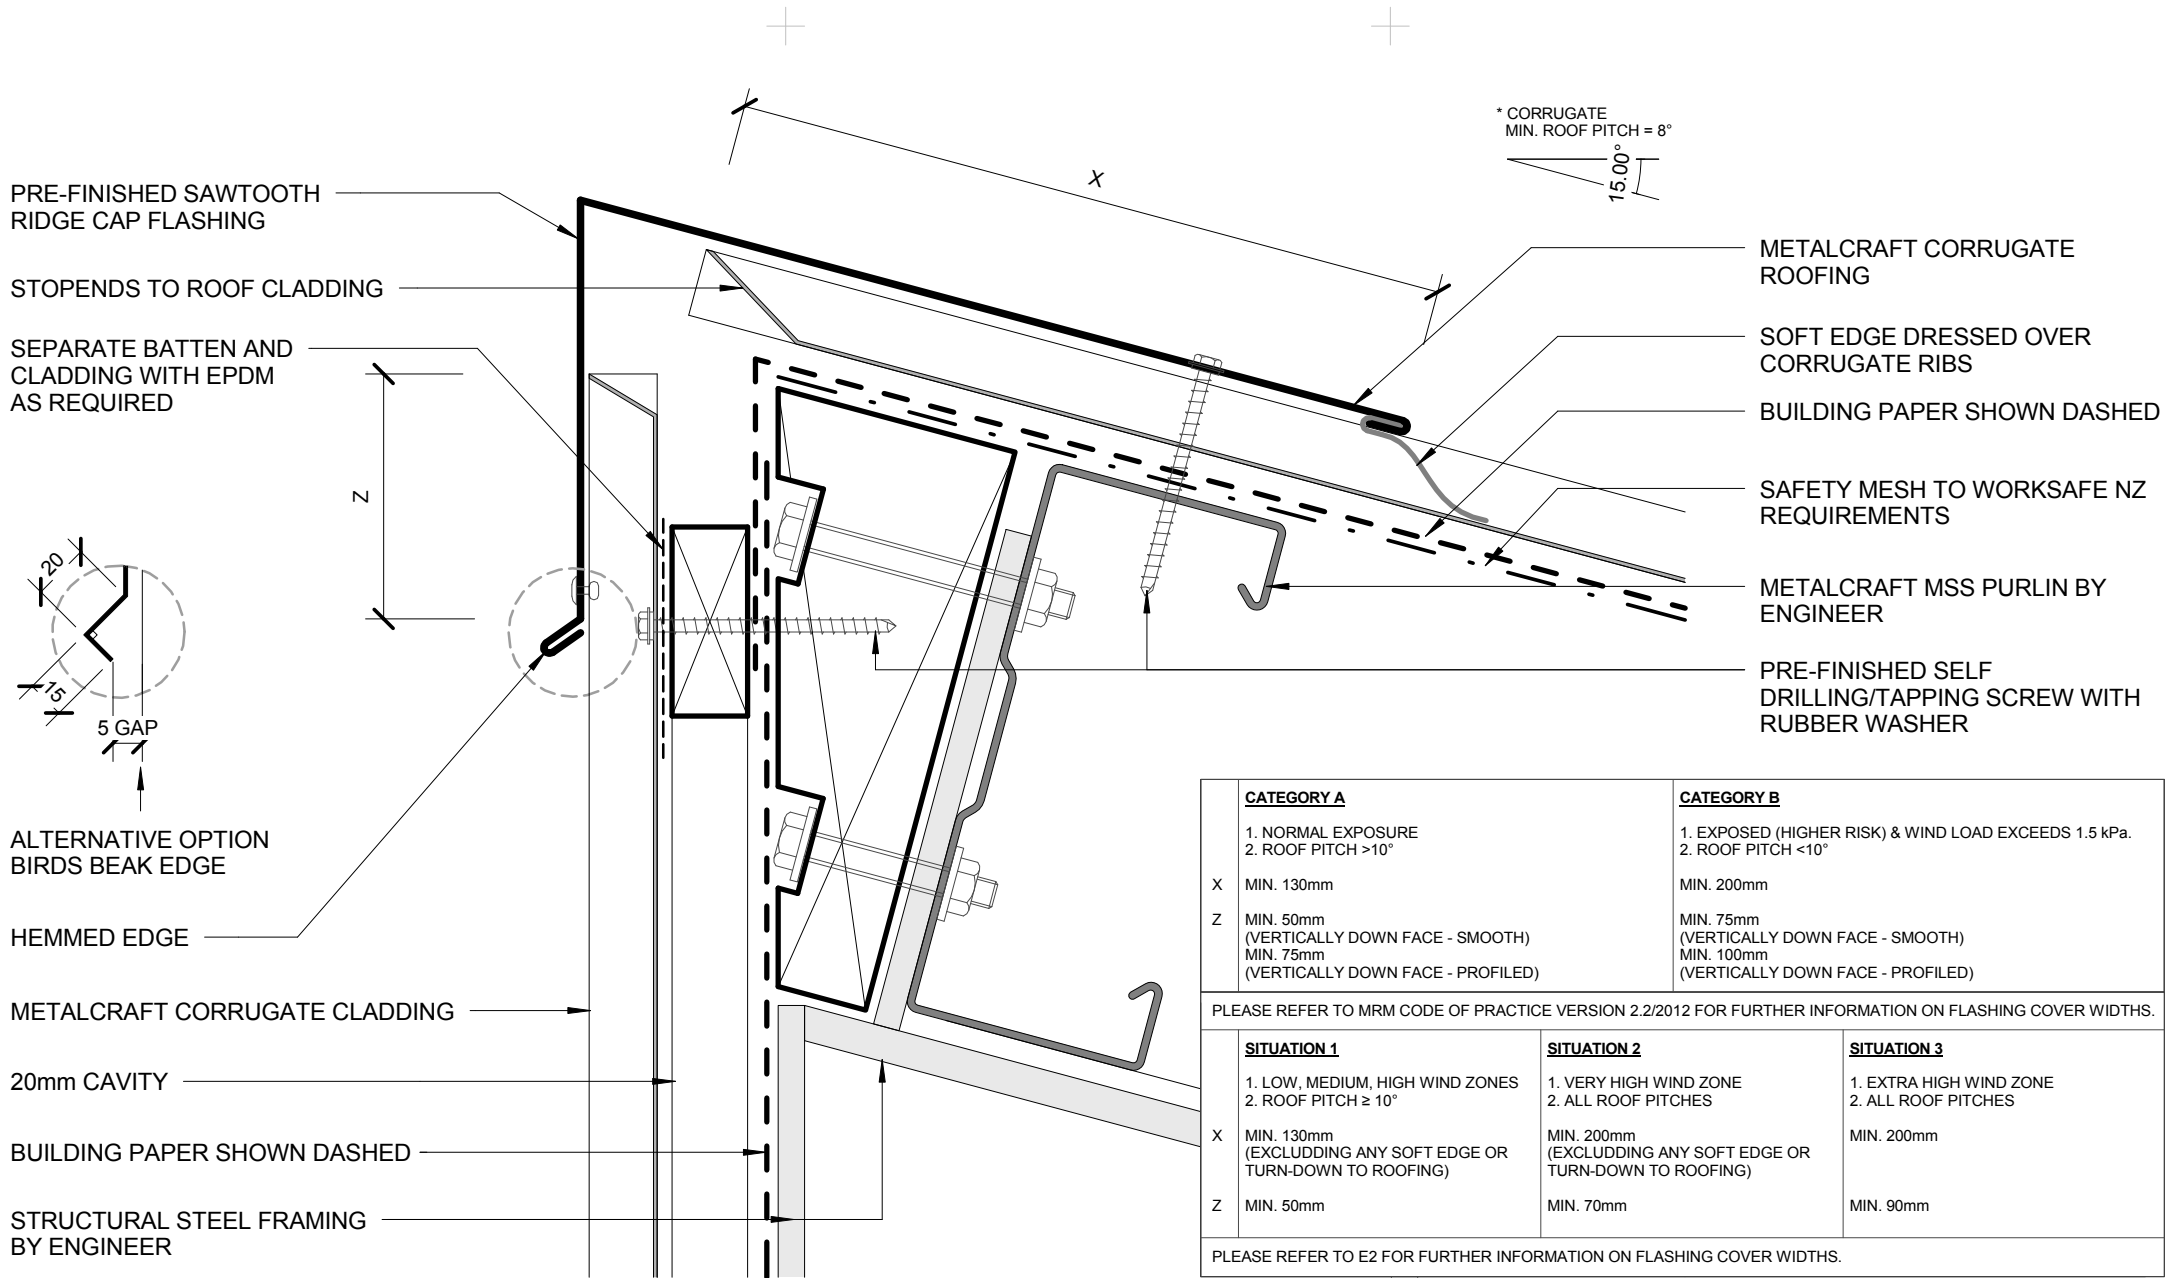 * CORRUGATE
MIN. ROOF PITCH = 8°
15.00°
X
PRE-FINISHED SAWTOOTH
RIDGE CAP FLASHING
STOPENDS TO ROOF CLADDING
SEPARATE BATTEN AND
CLADDING WITH EPDM
AS REQUIRED
Z
20
15
5 GAP
ALTERNATIVE OPTION
BIRDS BEAK EDGE
HEMMED EDGE
METALCRAFT CORRUGATE CLADDING
20mm CAVITY
BUILDING PAPER SHOWN DASHED
STRUCTURAL STEEL FRAMING
BY ENGINEER
METALCRAFT CORRUGATE
ROOFING
SOFT EDGE DRESSED OVER
CORRUGATE RIBS
BUILDING PAPER SHOWN DASHED
SAFETY MESH TO WORKSAFE NZ
REQUIREMENTS
METALCRAFT MSS PURLIN BY
ENGINEER
PRE-FINISHED SELF
DRILLING/TAPPING SCREW WITH
RUBBER WASHER
CATEGORY A
1. NORMAL EXPOSURE
2. ROOF PITCH >10°
CATEGORY B
1. EXPOSED (HIGHER RISK) & WIND LOAD EXCEEDS 1.5 kPa.
2. ROOF PITCH <10°
X MIN. 130mm
MIN. 200mm
Z MIN. 50mm
(VERTICALLY DOWN FACE - SMOOTH)
MIN. 75mm
(VERTICALLY DOWN FACE - PROFILED)
MIN. 75mm
(VERTICALLY DOWN FACE - SMOOTH)
MIN. 100mm
(VERTICALLY DOWN FACE - PROFILED)
PLEASE REFER TO MRM CODE OF PRACTICE VERSION 2.2/2012 FOR FURTHER INFORMATION ON FLASHING COVER WIDTHS.
SITUATION 1
1. LOW, MEDIUM, HIGH WIND ZONES
2. ROOF PITCH ≥ 10°
SITUATION 2
1. VERY HIGH WIND ZONE
2. ALL ROOF PITCHES
SITUATION 3
1. EXTRA HIGH WIND ZONE
2. ALL ROOF PITCHES
X MIN. 130mm
(EXCLUDDING ANY SOFT EDGE OR
TURN-DOWN TO ROOFING)
MIN. 200mm
(EXCLUDDING ANY SOFT EDGE OR
TURN-DOWN TO ROOFING)
MIN. 200mm
Z MIN. 50mm
MIN. 70mm
MIN. 90mm
PLEASE REFER TO E2 FOR FURTHER INFORMATION ON FLASHING COVER WIDTHS.